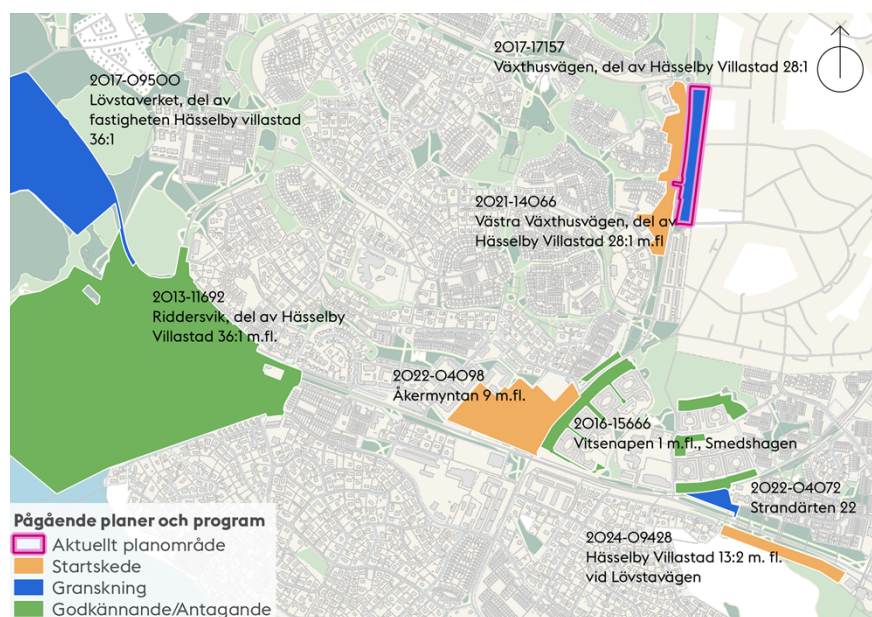 2017-17157
Växthusvägen, del av Hässelby Villastad 28:1
2017-09500
Lövstaverket, del av
fastigheten Hässelby villastad
36:1
2021-14066
Västra Växthusvägen, del av
Hässelby Villastad 28:1 m.fl
2013-11692
Riddersvik, del av Hässelby
Villastad 36:1 m.fl.
2022-04098
Åkermyntan 9 m.fl.
2016-15666
Vitsenapen 1 m.fl., Smedshagen
2022-04072
Strandärten 22
2024-09428
Hässelby Villastad 13:2 m. fl.
vid Lövstavägen
Pågående planer och program
Aktuellt planområde
Startskede
Granskning
Godkännande/Antagande